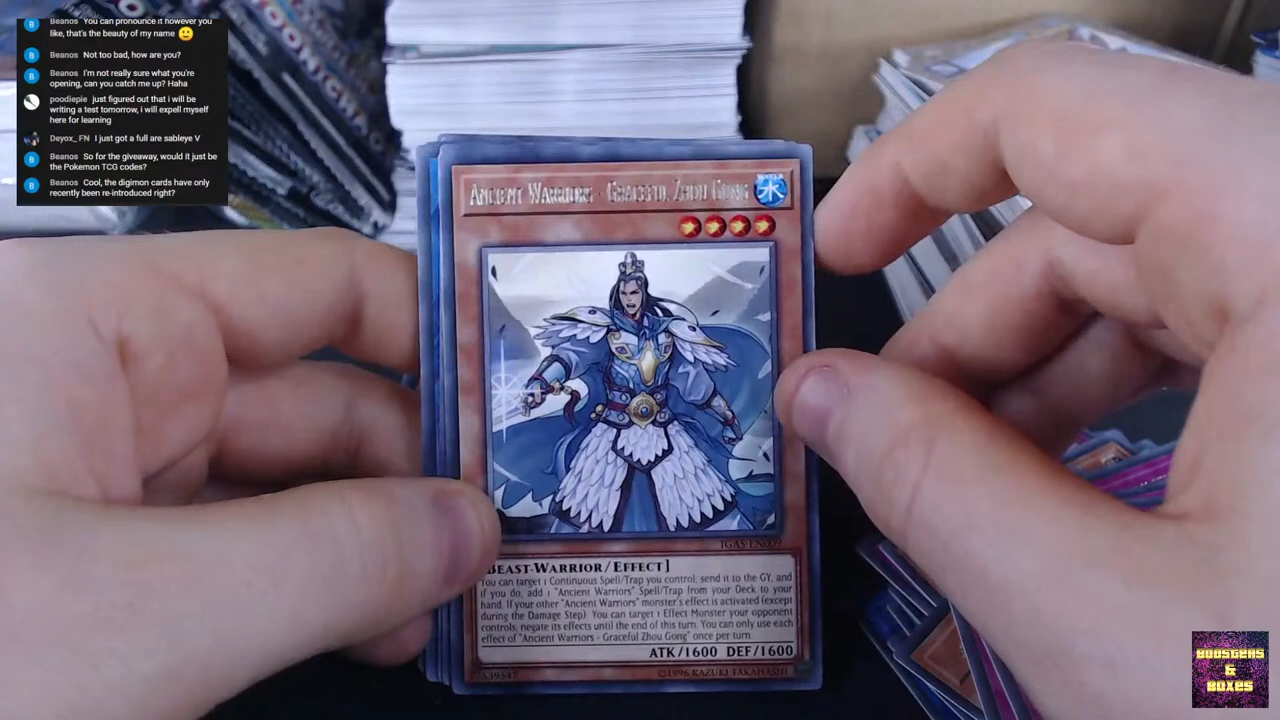 Beanos You can pronounce it however you
like, that's the beauty of my name
Beanos Not too bad, how are you?
Beanos I'm not really sure what you're
opening, can you catch me up? Haha
poodiepie just figured out that i will be
writing a test tomorrow, i will expell myself
here for learning
Deyox_FN I just got a full are sableye V
Beanos So for the giveaway, would it just be
the Pokemon TCG codes?
Beanos Cool, the digimon cards have only
recently been re-introduced right?
Ancient Warriors - Graceful Zhou Gong
WATER
水
IGAS-EN009
BEAST-WARRIOR/EFFECT]
You can target 1 Continuous Spell/Trap you control; send it to the GY, and
if you do, add 1 "Ancient Warriors" Spell/Trap from your Deck to your
hand. If your other "Ancient Warriors" monster's effect is activated (except
during the Damage Step): You can target 1 Effect Monster your opponent
controls; negate its effects until the end of this turn. You can only use each
effect of "Ancient Warriors - Graceful Zhou Gong" once per turn.
ATK/1600 DEF/1600
©1996 KAZUKI TAKAHASHI
BOOSTERS
&
BOXES